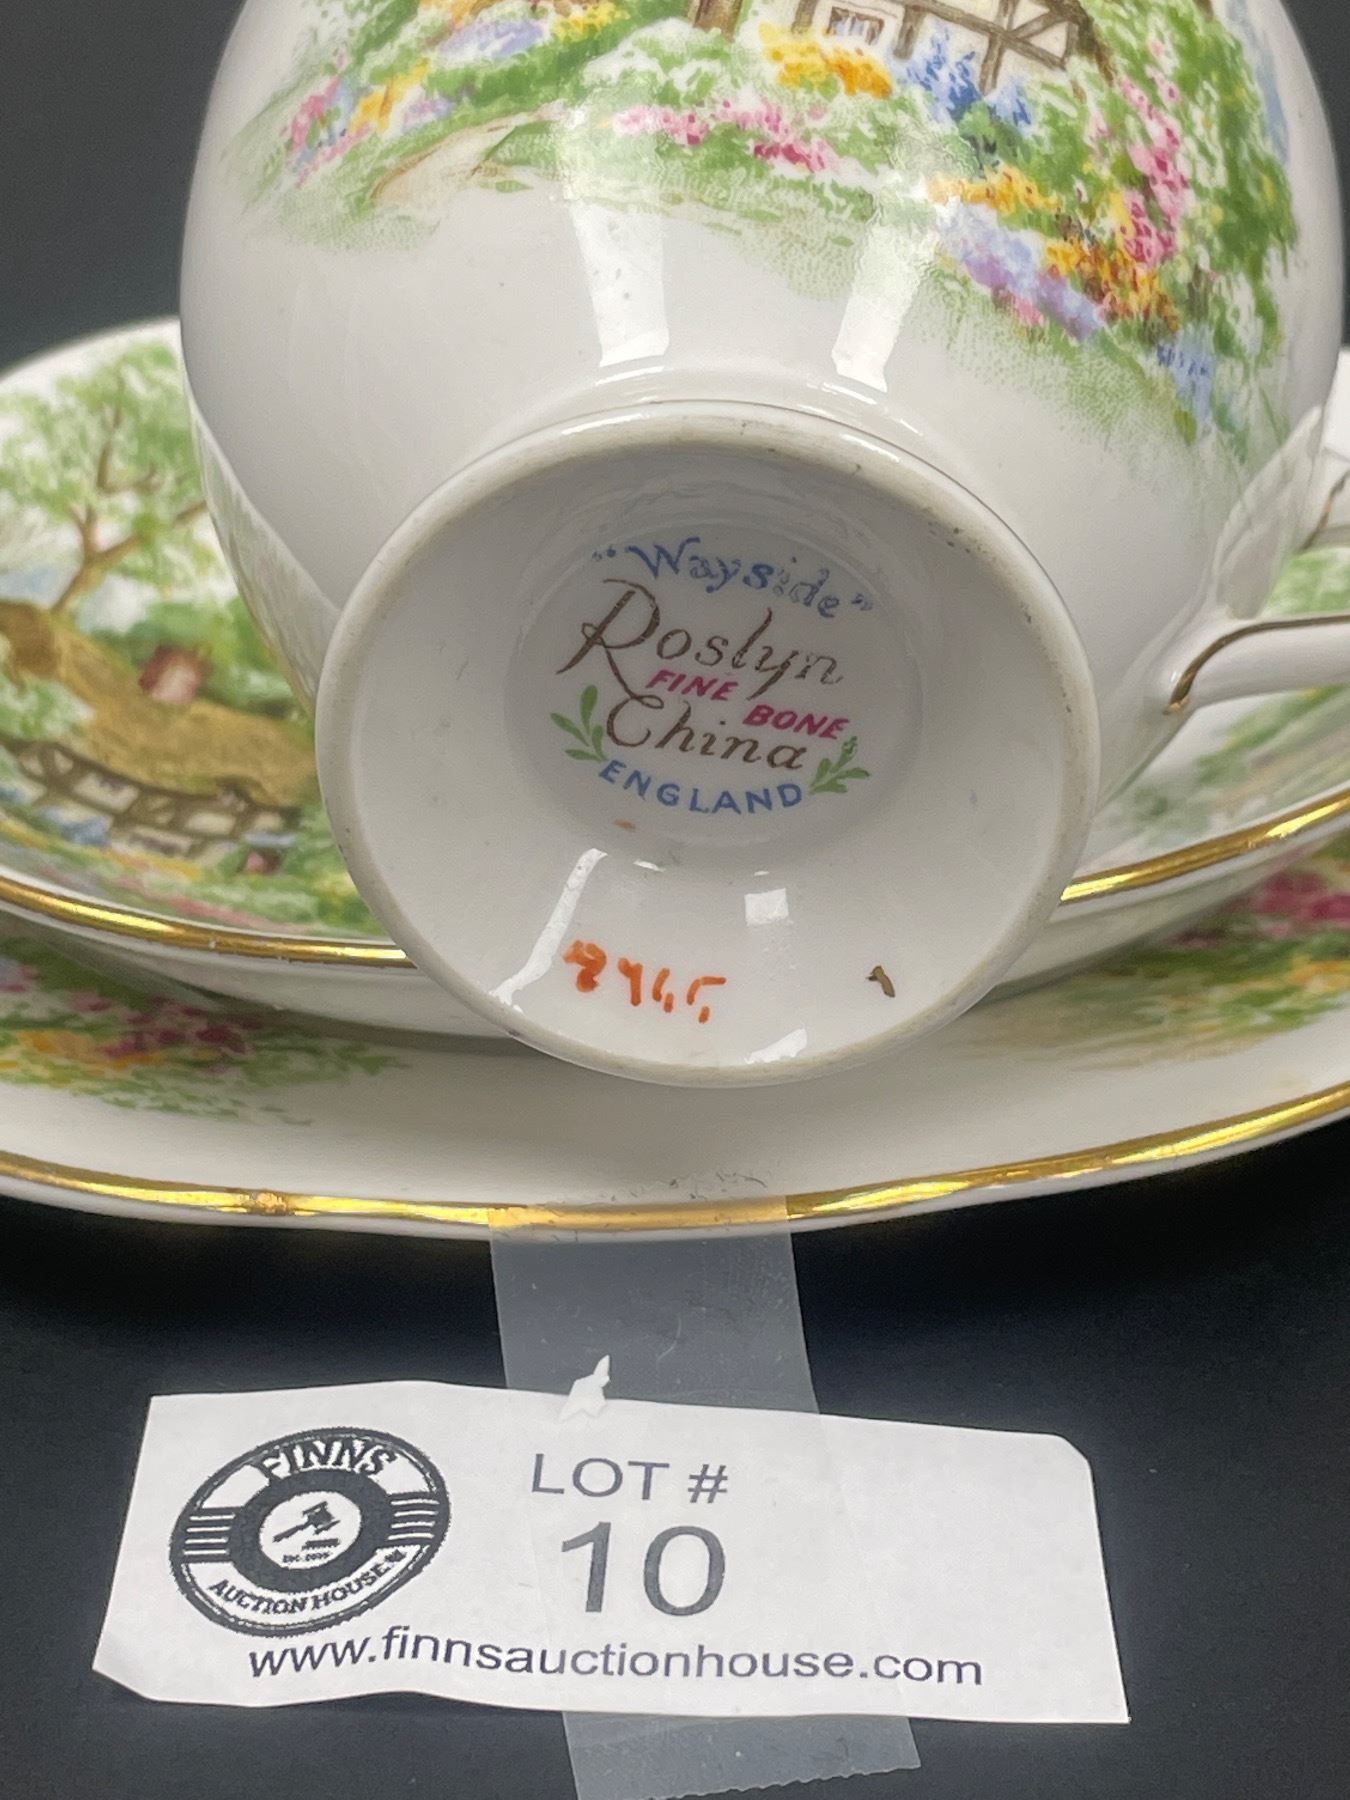 "Wayside"
Roslyn
FINE BONE
China
ENGLAND
FINNS
AUCTION HOUSE
LOT #
10
www.finnsauctionhouse.com